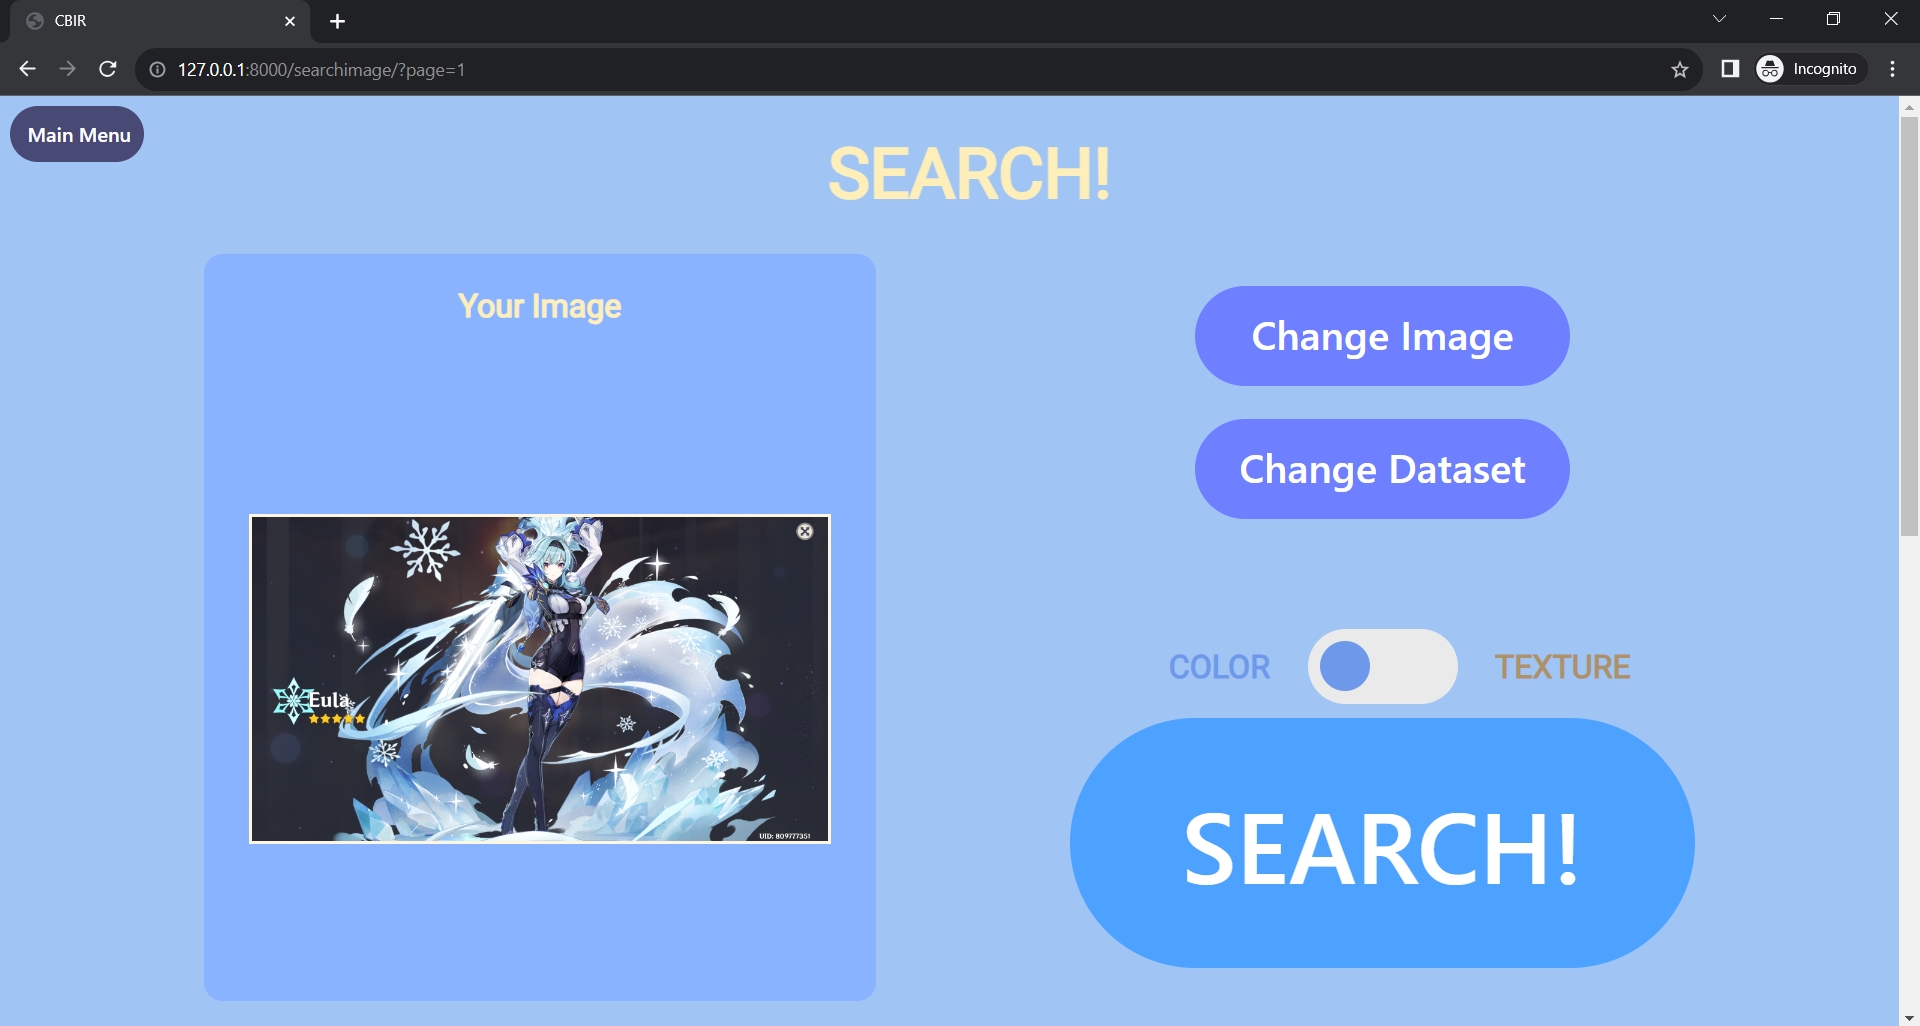 CBIR
127.0.0.1:8000/searchimage/?page=1
Incognito
Main Menu
SEARCH!
Your Image
Eula
UID: 809777351
Change Image
Change Dataset
COLOR
TEXTURE
SEARCH!